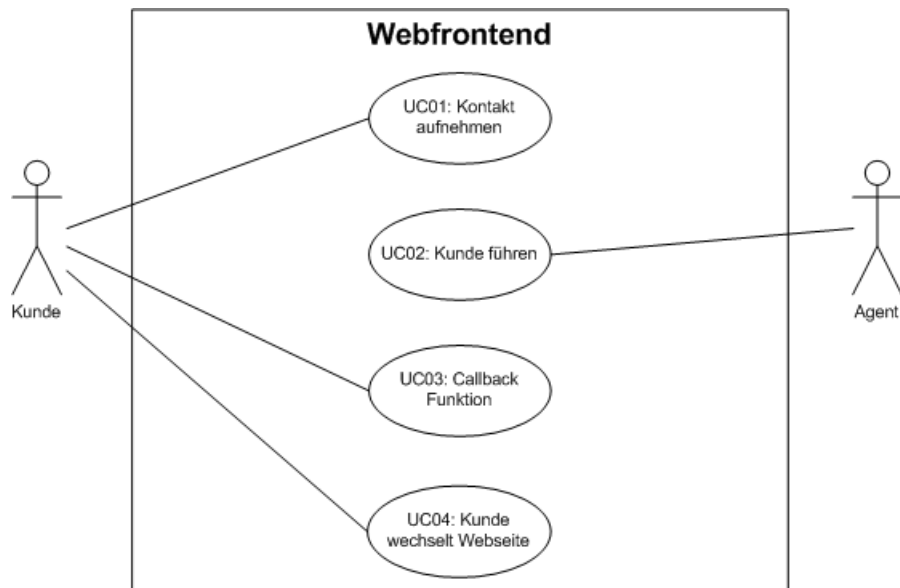 Webfrontend
UC01: Kontakt
aufnehmen
UC02: Kunde führen
Kunde
Agent
UC03: Callback
Funktion
UC04: Kunde
wechselt Webseite